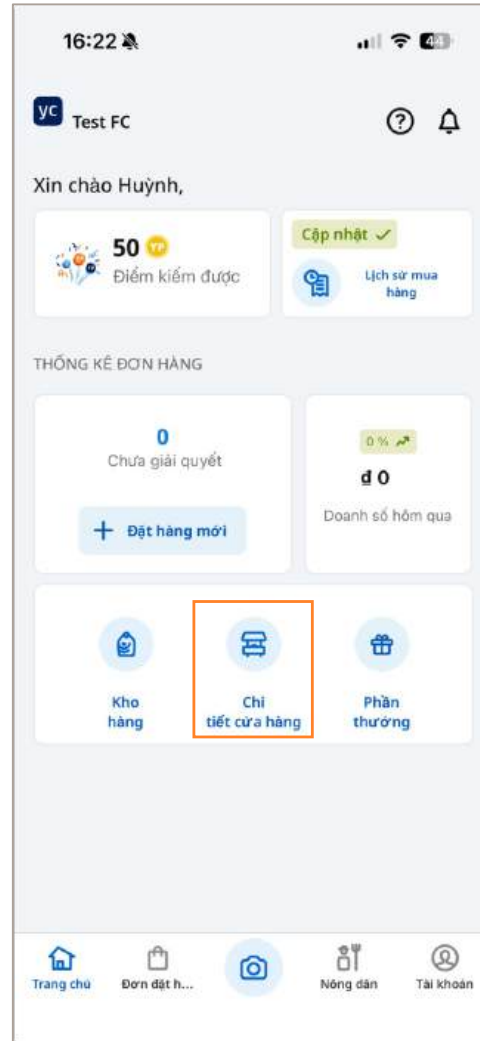 16:22
44
yc
Test FC
Xin chào Huỳnh,
50 YP
Điểm kiếm được
Cập nhật
Lịch sử mua
hàng
THỐNG KÊ ĐƠN HÀNG
0
Chưa giải quyết
Đặt hàng mới
0 %
₫ 0
Doanh số hôm qua
Kho
hàng
Chi
tiết cửa hàng
Phần
thưởng
Trang chủ
Đơn đặt h...
Nông dân
Tài khoản